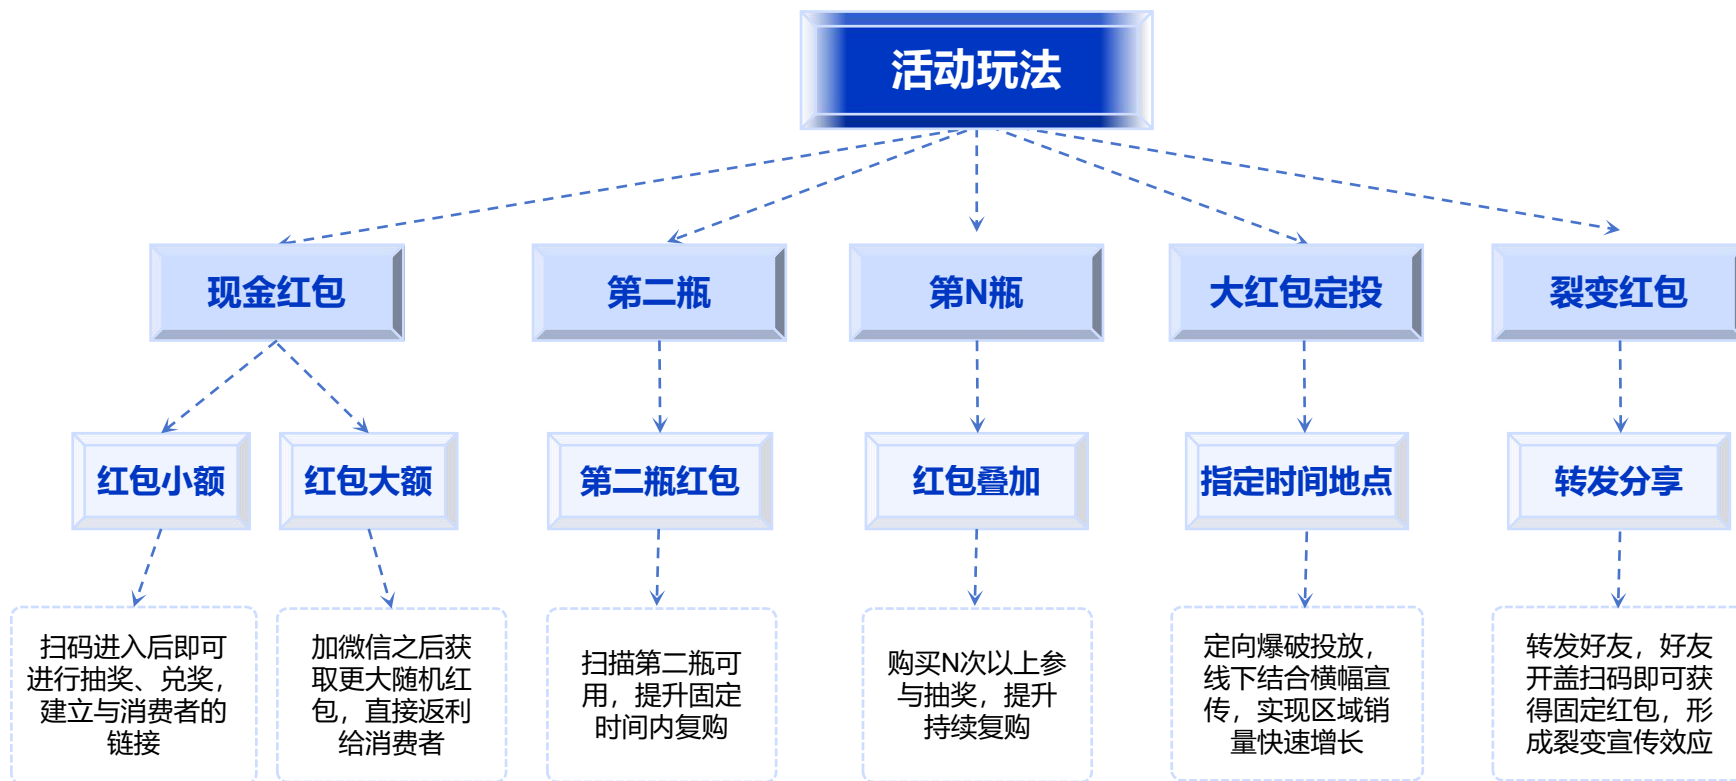 活动玩法
现金红包
第二瓶
第N瓶
大红包定投
裂变红包
红包小额
红包大额
第二瓶红包
红包叠加
指定时间地点
转发分享
扫码进入后即可
进行抽奖、兑奖，
建立与消费者的
链接
加微信之后获
取更大随机红
包，直接返利
给消费者
扫描第二瓶可
用，提升固定
时间内复购
购买N次以上参
与抽奖，提升
持续复购
定向爆破投放，
线下结合横幅宣
传，实现区域销
量快速增长
转发好友，好友
开盖扫码即可获
得固定红包，形
成裂变宣传效应